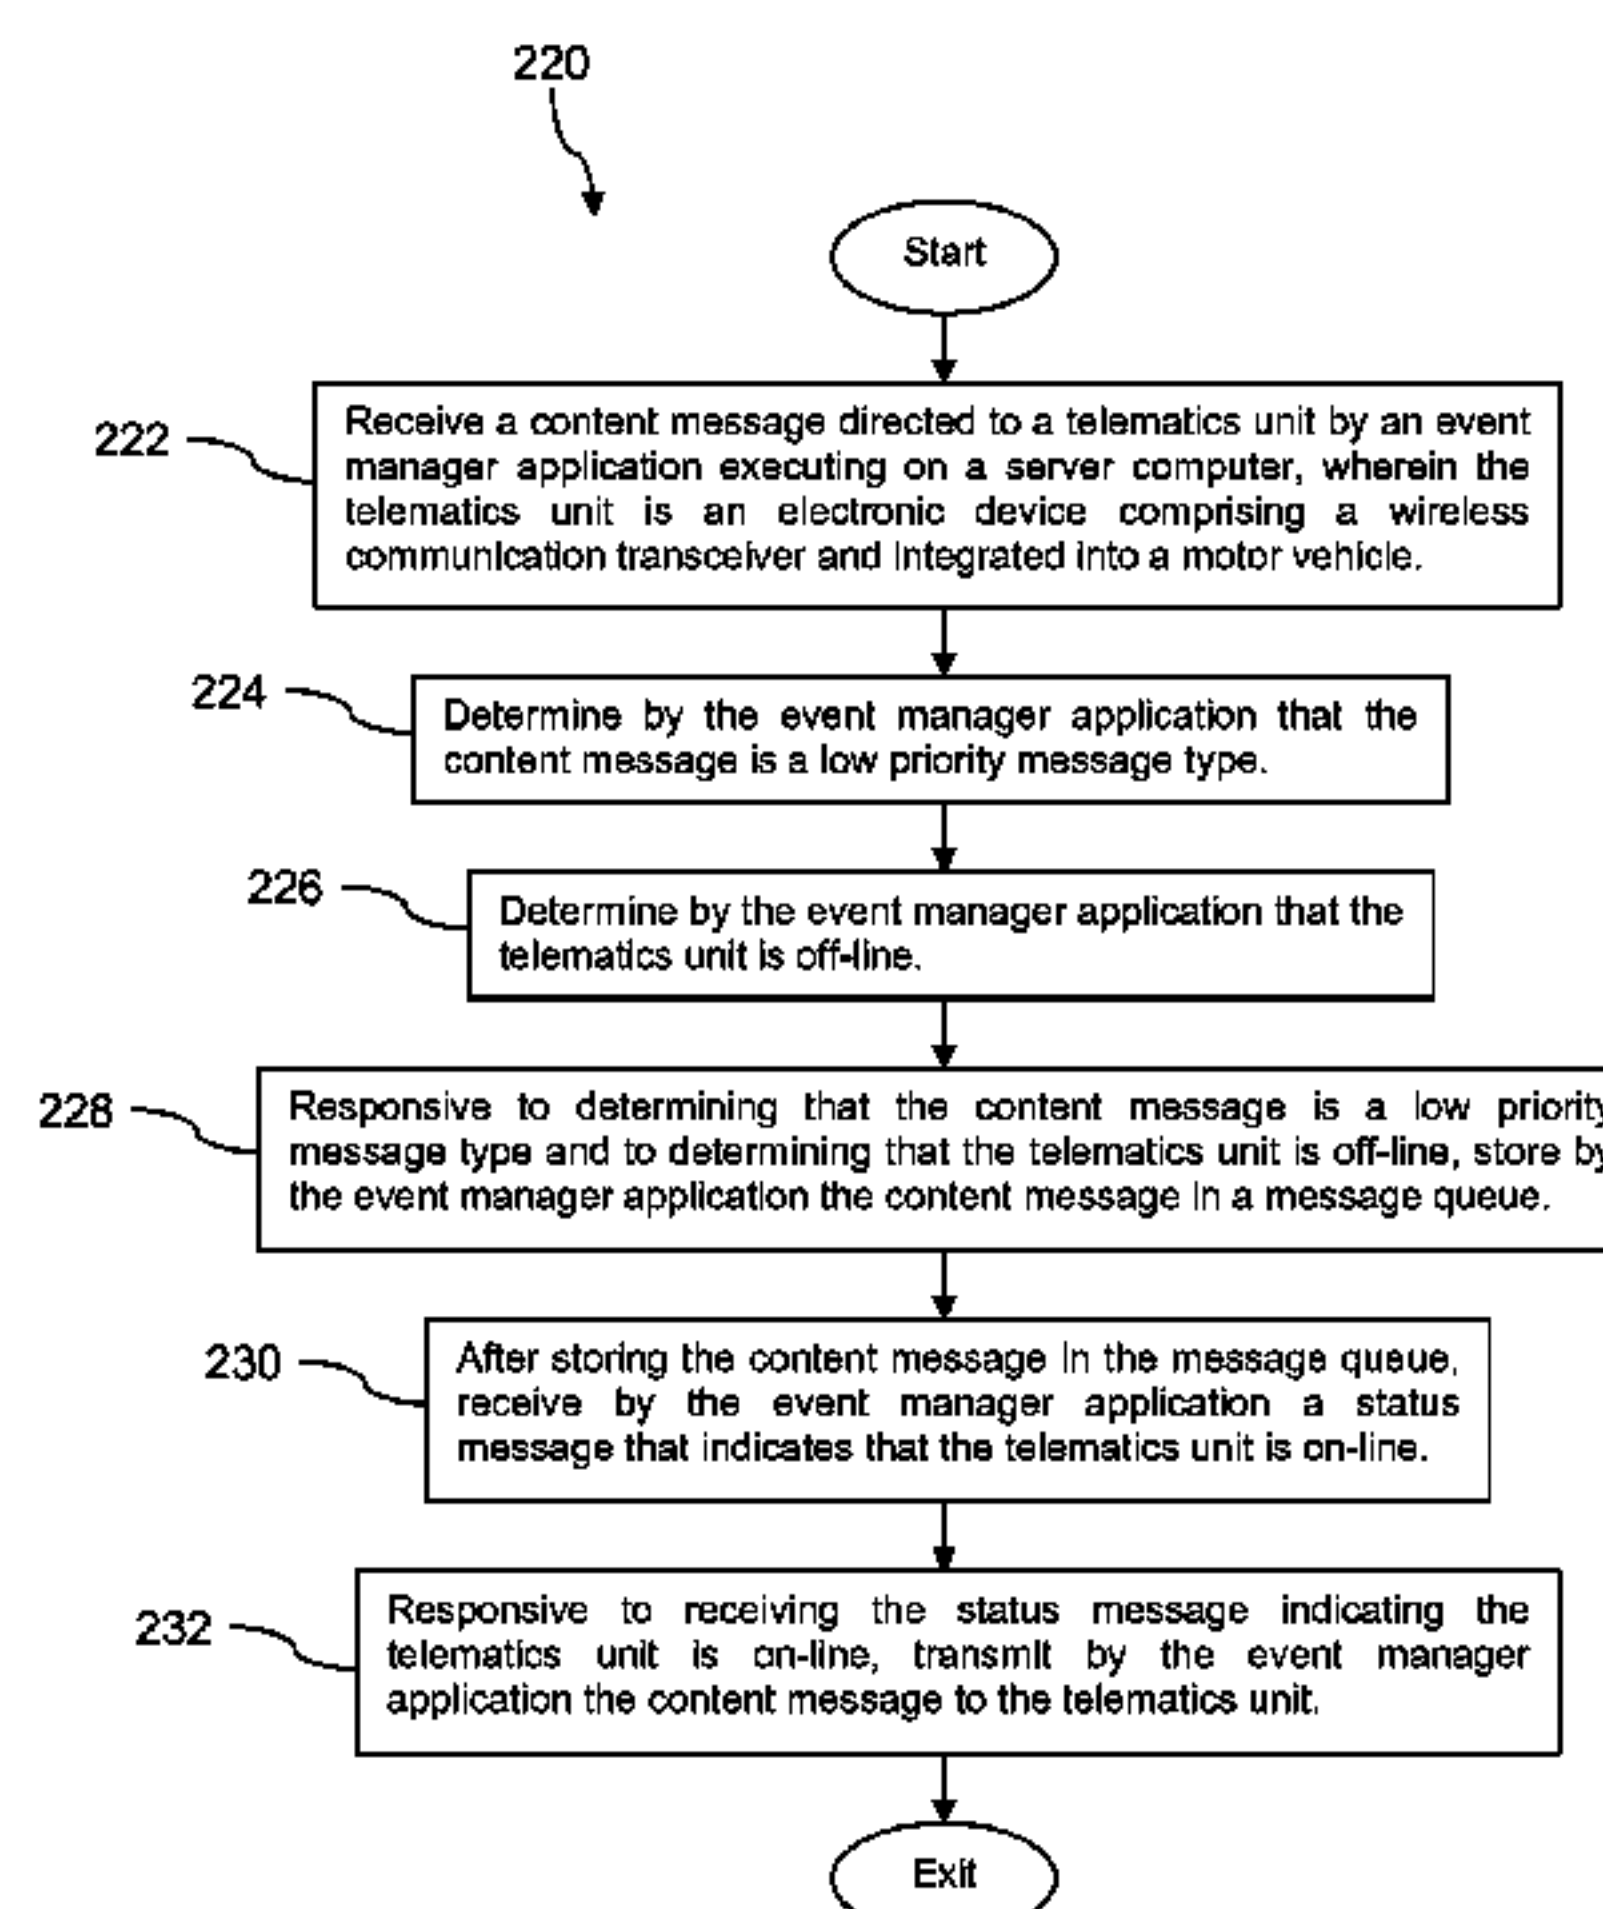 220
Start
222
Receive a content message directed to a telematics unit by an event
manager application executing on a server computer, wherein the
telematics unit is an electronic device comprising a wireless
communication transceiver and integrated into a motor vehicle.
224
Determine by the event manager application that the
content message is a low priority message type.
226
Determine by the event manager application that the
telematics unit is off-line.
228
Responsive to determining that the content message is a low priority
message type and to determining that the telematics unit is off-line, store by
the event manager application the content message in a message queue.
230
After storing the content message in the message queue,
receive by the event manager application a status
message that indicates that the telematics unit is on-line.
232
Responsive to receiving the status message indicating the
telematics unit is on-line, transmit by the event manager
application the content message to the telematics unit.
Exit